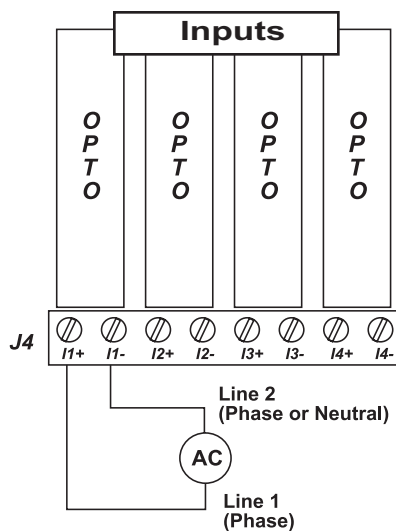 Inputs
OPTO OPTO OPTO OPTO
J4
I1+ I1- I2+ I2- I3+ I3- I4+ I4-
Line 2
(Phase or Neutral)
AC
Line 1
(Phase)